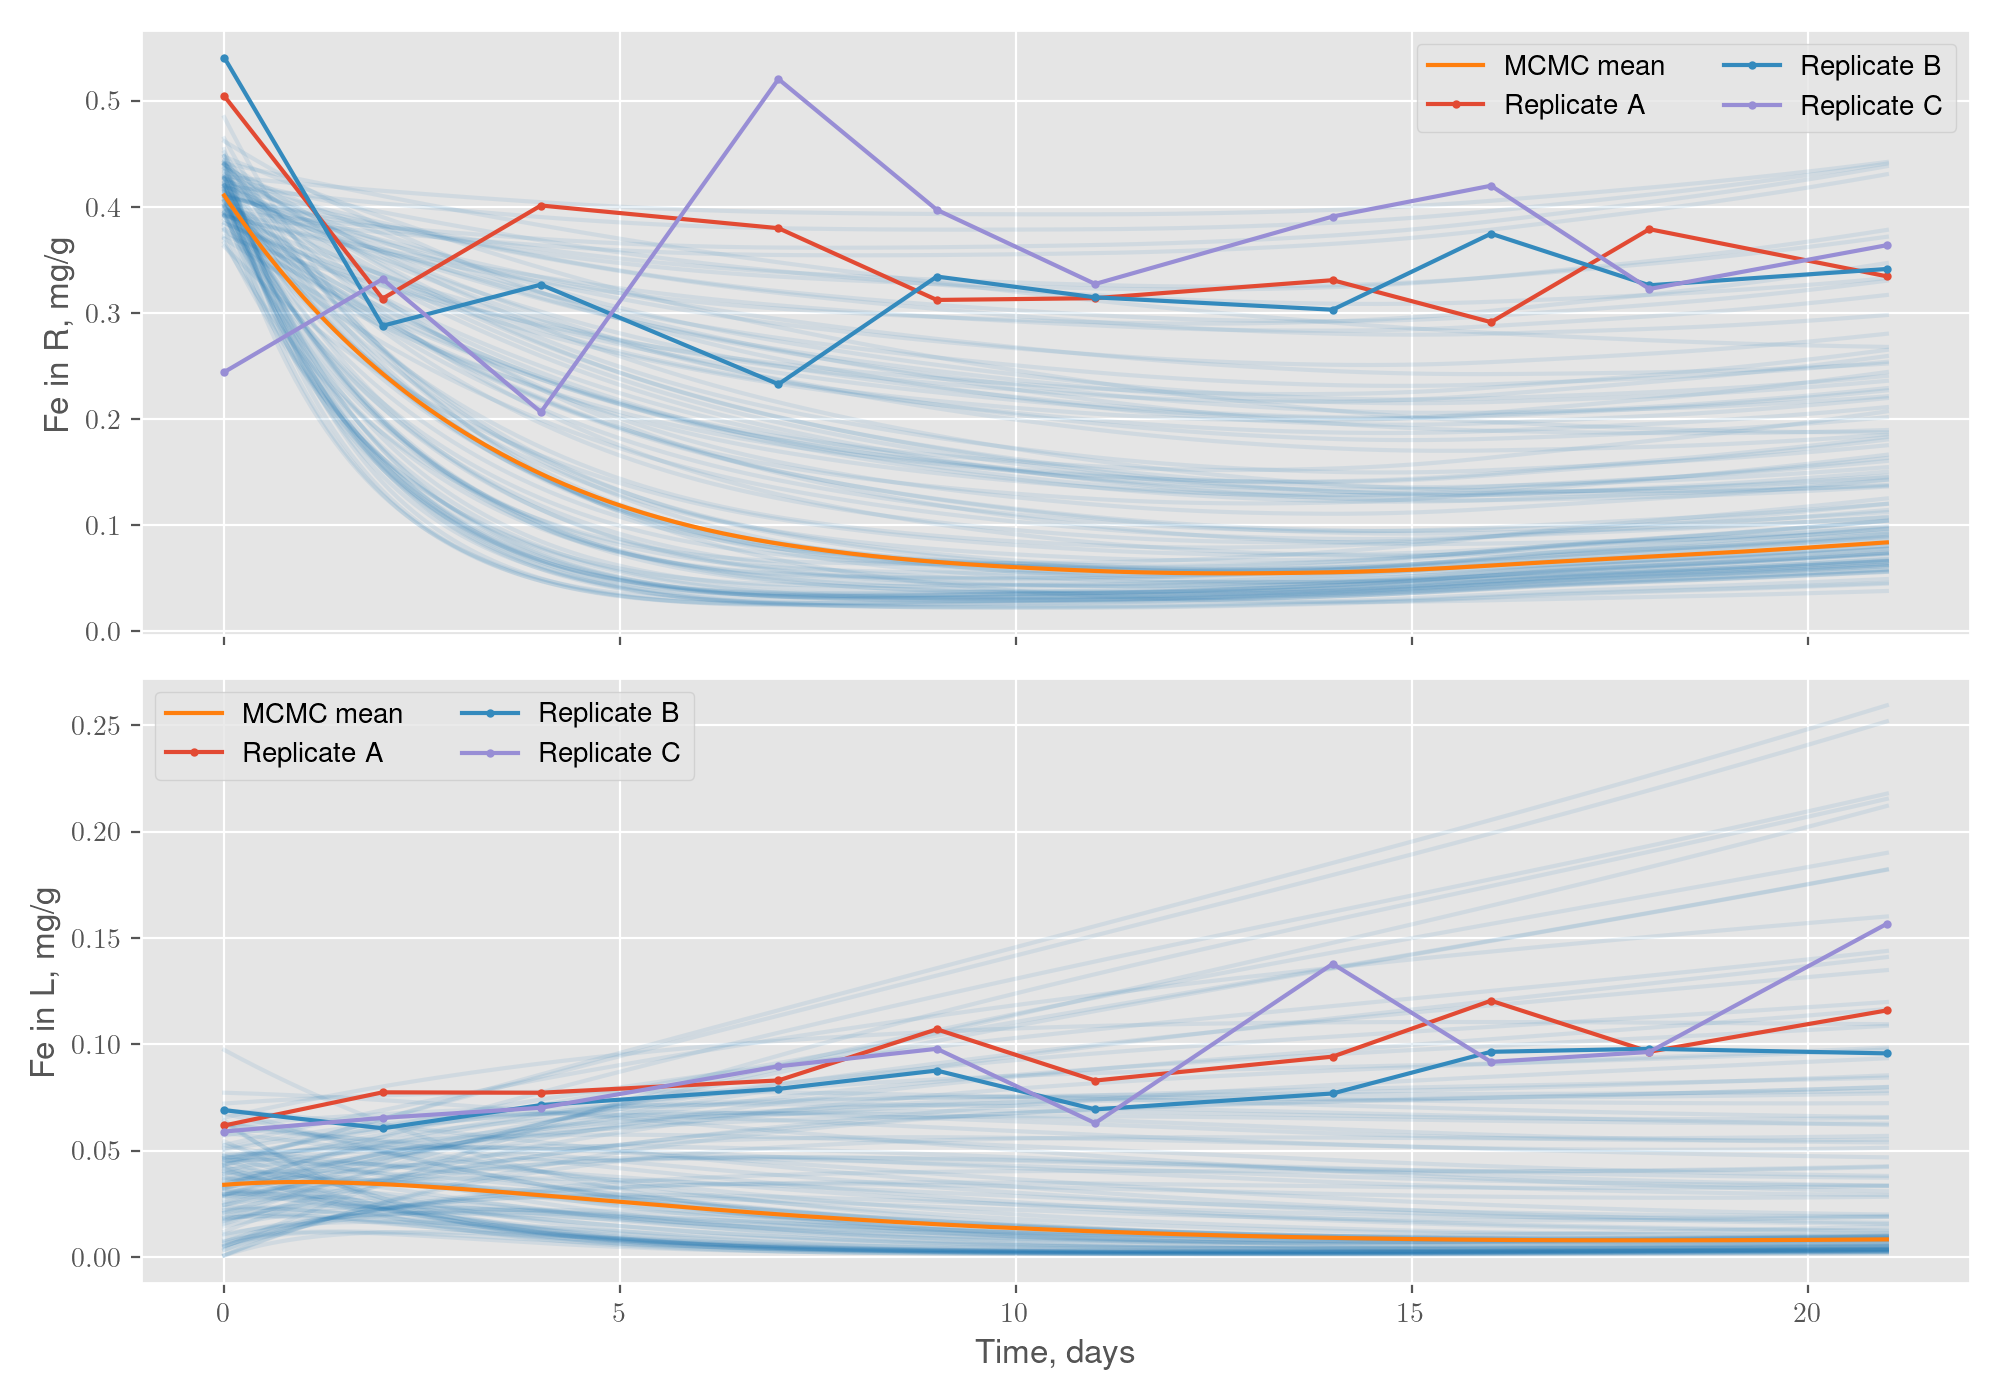 MCMC mean
Replicate A
Replicate B
Replicate C
0.5
0.4
0.3
0.2
0.1
0.0
Fe in R, mg/g
MCMC mean
Replicate A
Replicate B
Replicate C
0.25
0.20
0.15
0.10
0.05
0.00
Fe in L, mg/g
0 5 10 15 20
Time, days